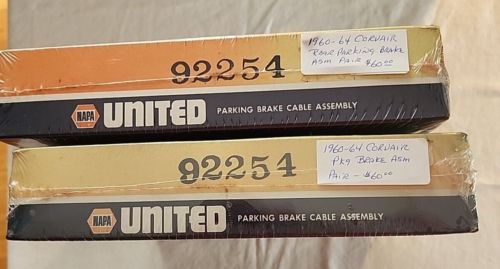 92254
1960-64 CORVAIR
REAR PARKING BRAKE
ASM PAIR $60.00
NAPA UNITED PARKING BRAKE CABLE ASSEMBLY
92254
1960-64 CORVAIR
PKG BRAKE ASM
PAIR - $60.00
NAPA UNITED PARKING BRAKE CABLE ASSEMBLY